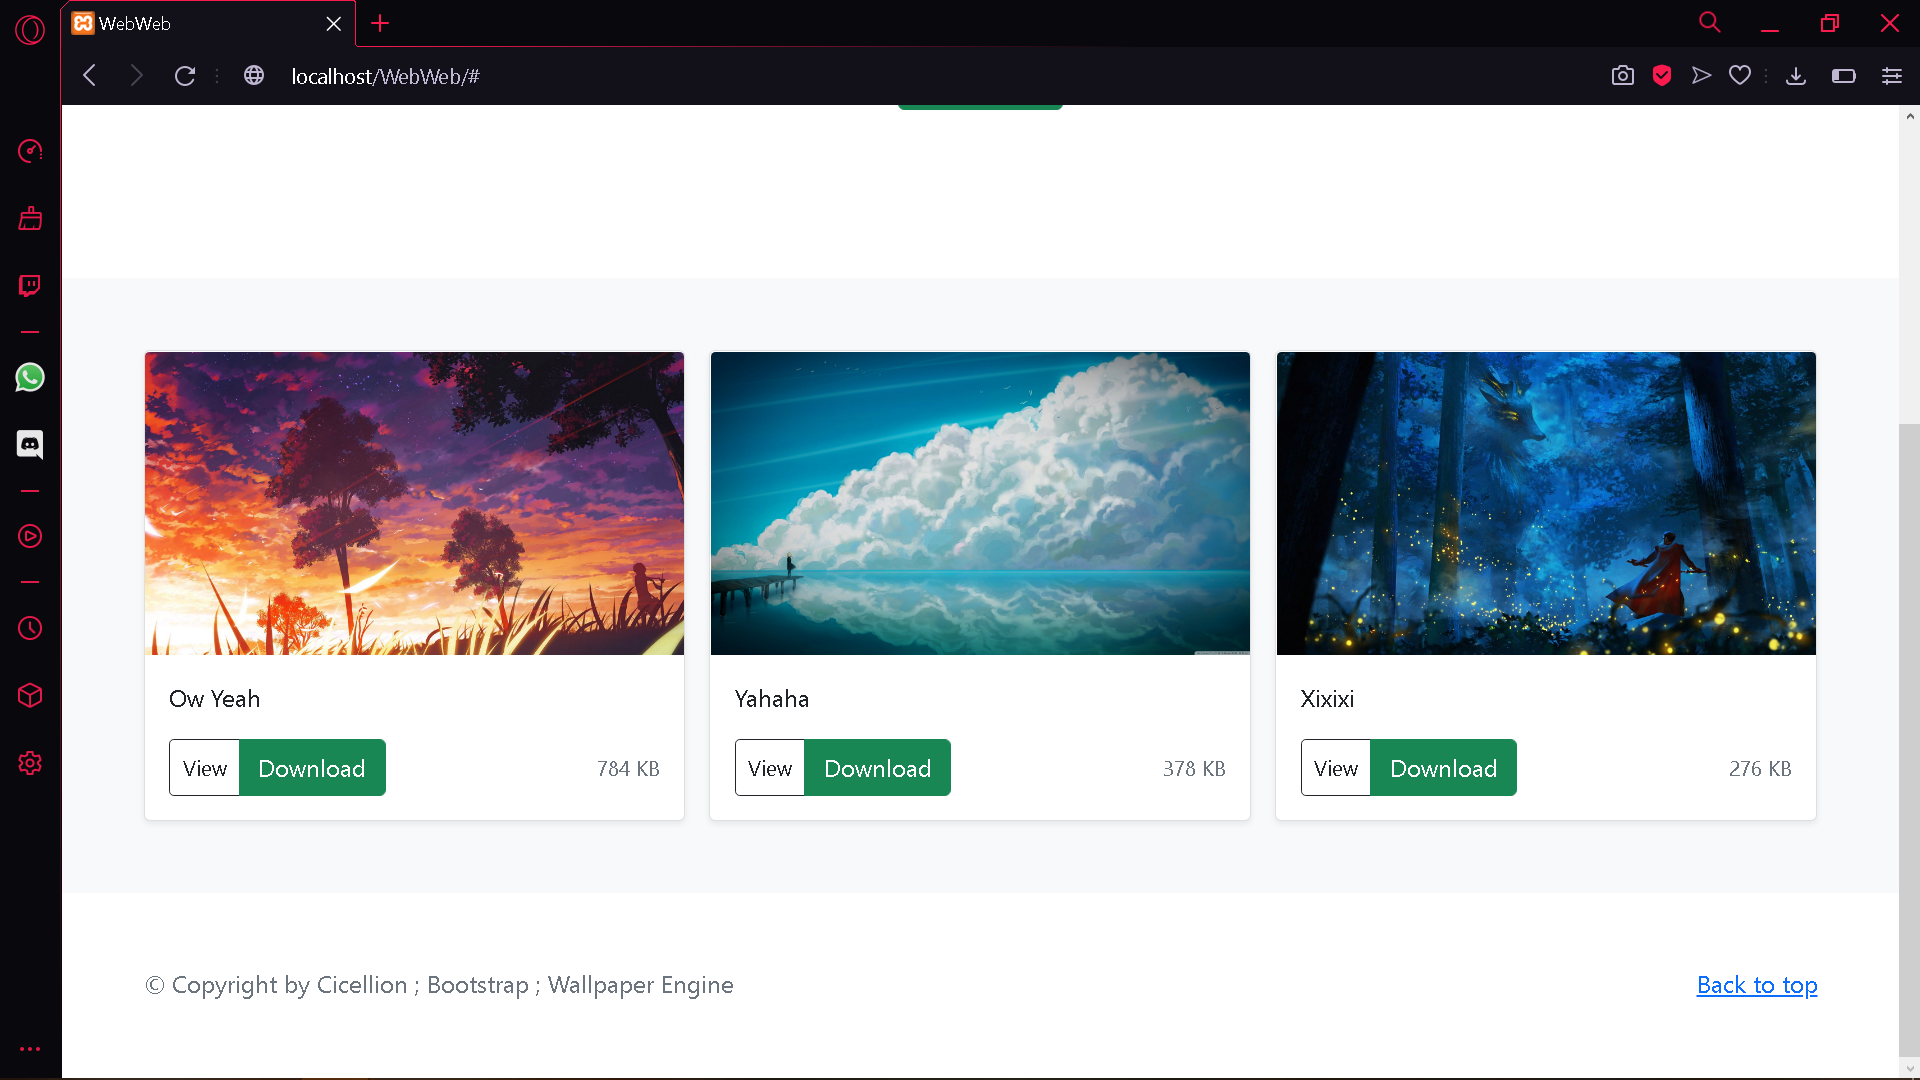 WebWeb
localhost/WebWeb/#
Ow Yeah
View Download 784 KB
Yahaha
View Download 378 KB
Xixixi
View Download 276 KB
© Copyright by Cicellion ; Bootstrap ; Wallpaper Engine
Back to top